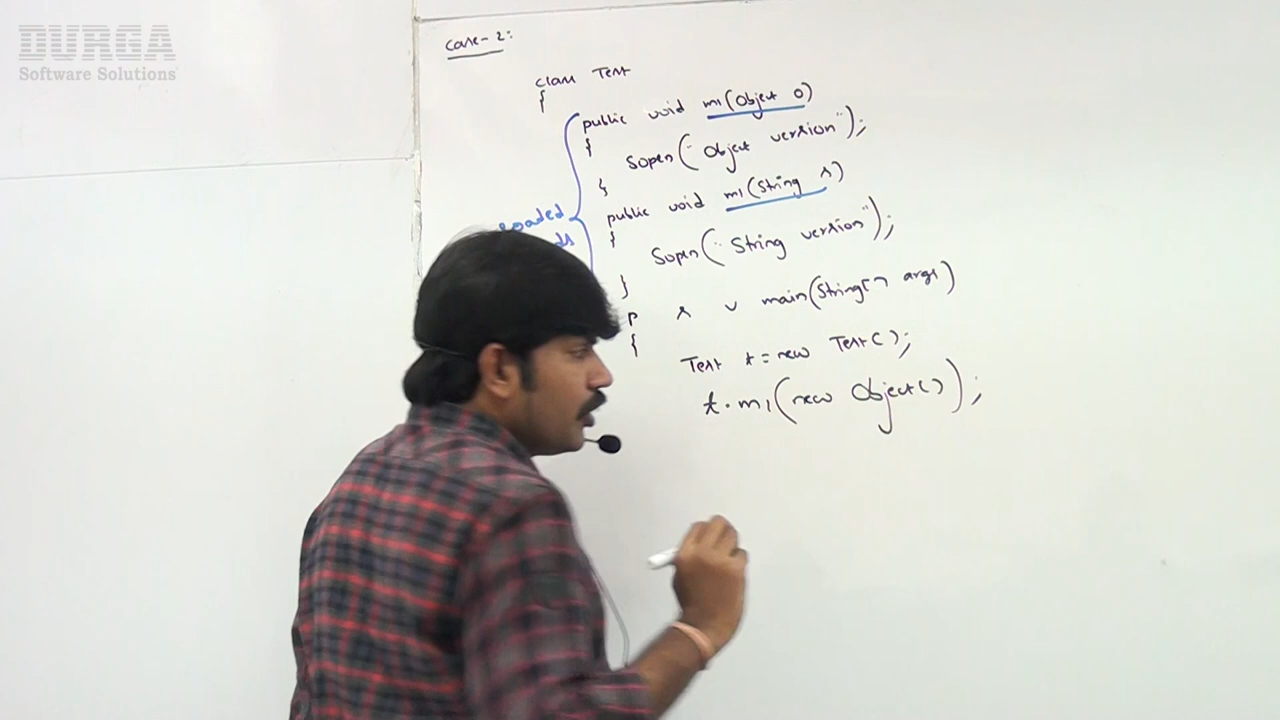 DURGA
Software Solutions
Case-2:
class Test
{
public void m1(Object o)
{
Sopln("Object version");
}
public void m1(String s)
{
Sopln("String version");
}
p s v main(String[] args)
{
Test t = new Test();
t.m1(new Object());